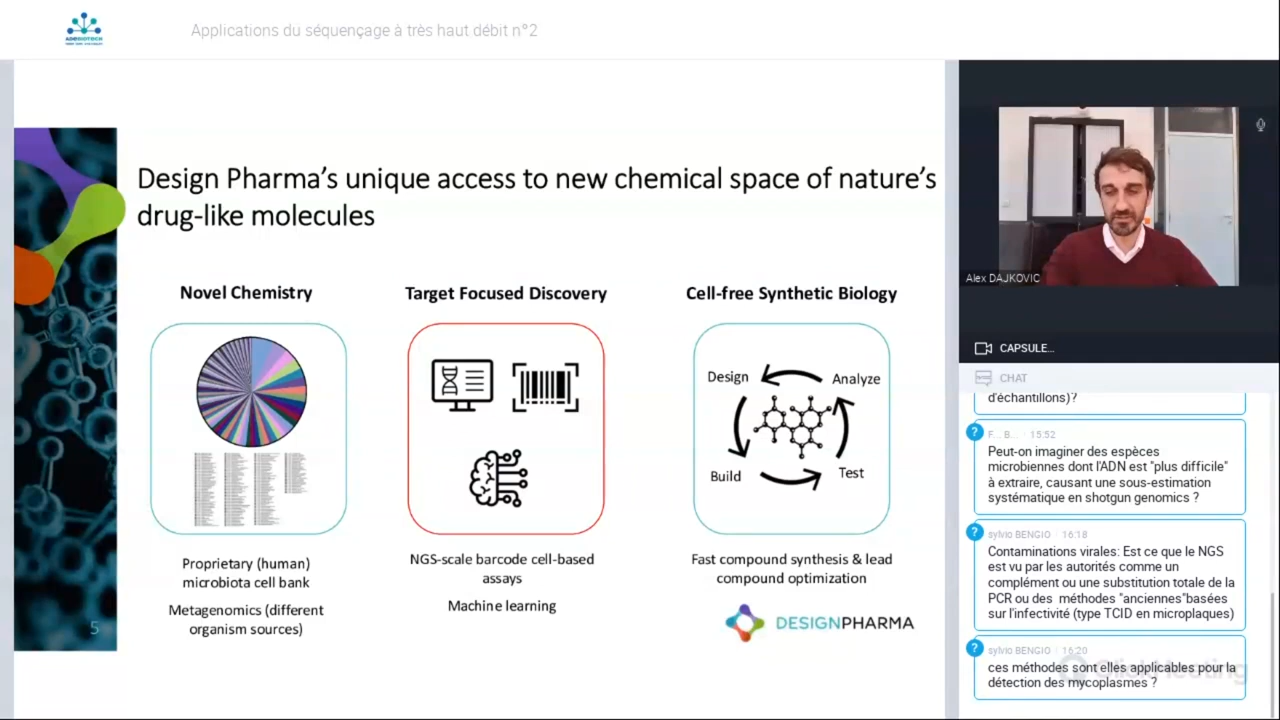 ADEBIOTECH
Applications du séquençage à très haut débit n°2
Design Pharma’s unique access to new chemical space of nature’s
drug-like molecules
Novel Chemistry
Target Focused Discovery
Cell-free Synthetic Biology
Design
Analyze
Build
Test
Proprietary (human)
microbiota cell bank
Metagenomics (different
organism sources)
NGS-scale barcode cell-based
assays
Machine learning
Fast compound synthesis & lead
compound optimization
DESIGNPHARMA
5
Alex DAJKOVIC
CAPSULE...
CHAT
d'échantillons)?
? F... B... 15:52
Peut-on imaginer des espèces
microbiennes dont l'ADN est "plus difficile"
à extraire, causant une sous-estimation
systématique en shotgun genomics ?
? sylvio BENGIO 16:18
Contaminations virales: Est ce que le NGS
est vu par les autorités comme un
complément ou une substitution totale de la
PCR ou des méthodes "anciennes"basées
sur l'infectivité (type TCID en microplaques)
? sylvio BENGIO 16:20
ces méthodes sont elles applicables pour la
détection des mycoplasmes ?
ClickMeeting